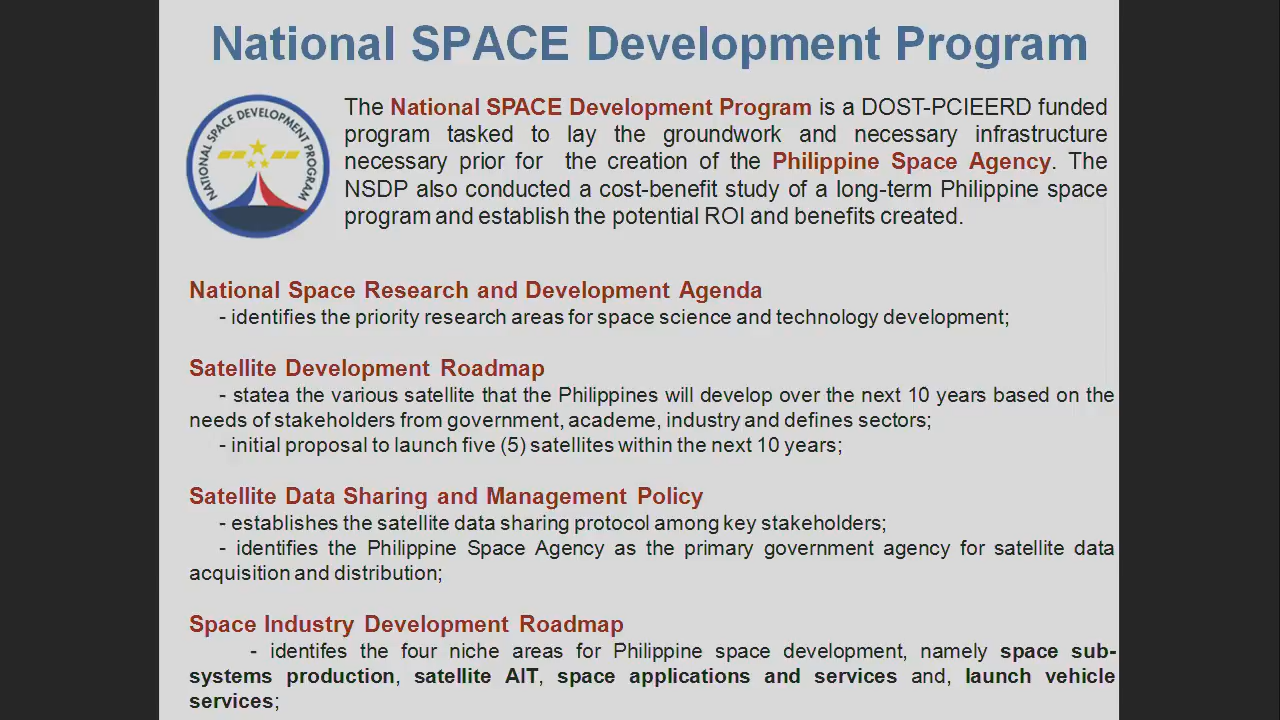 National SPACE Development Program
NATIONAL SPACE DEVELOPMENT PROGRAM
The National SPACE Development Program is a DOST-PCIEERD funded
program tasked to lay the groundwork and necessary infrastructure
necessary prior for the creation of the Philippine Space Agency. The
NSDP also conducted a cost-benefit study of a long-term Philippine space
program and establish the potential ROI and benefits created.
National Space Research and Development Agenda
- identifies the priority research areas for space science and technology development;
Satellite Development Roadmap
- statea the various satellite that the Philippines will develop over the next 10 years based on the
needs of stakeholders from government, academe, industry and defines sectors;
- initial proposal to launch five (5) satellites within the next 10 years;
Satellite Data Sharing and Management Policy
- establishes the satellite data sharing protocol among key stakeholders;
- identifies the Philippine Space Agency as the primary government agency for satellite data
acquisition and distribution;
Space Industry Development Roadmap
- identifes the four niche areas for Philippine space development, namely space sub-
systems production, satellite AIT, space applications and services and, launch vehicle
services;